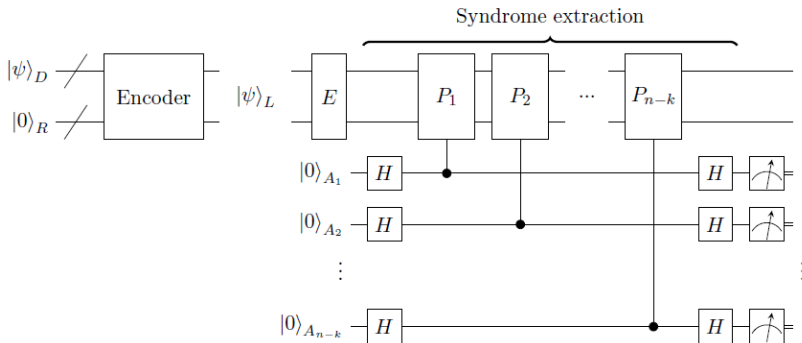 Syndrome extraction
|ψ⟩_D
Encoder
|ψ⟩_L
E
P_1
P_2
...
P_{n−k}
|0⟩_R
|0⟩_{A_1}
H
H
|0⟩_{A_2}
H
H
⋮
⋮
|0⟩_{A_{n−k}}
H
H